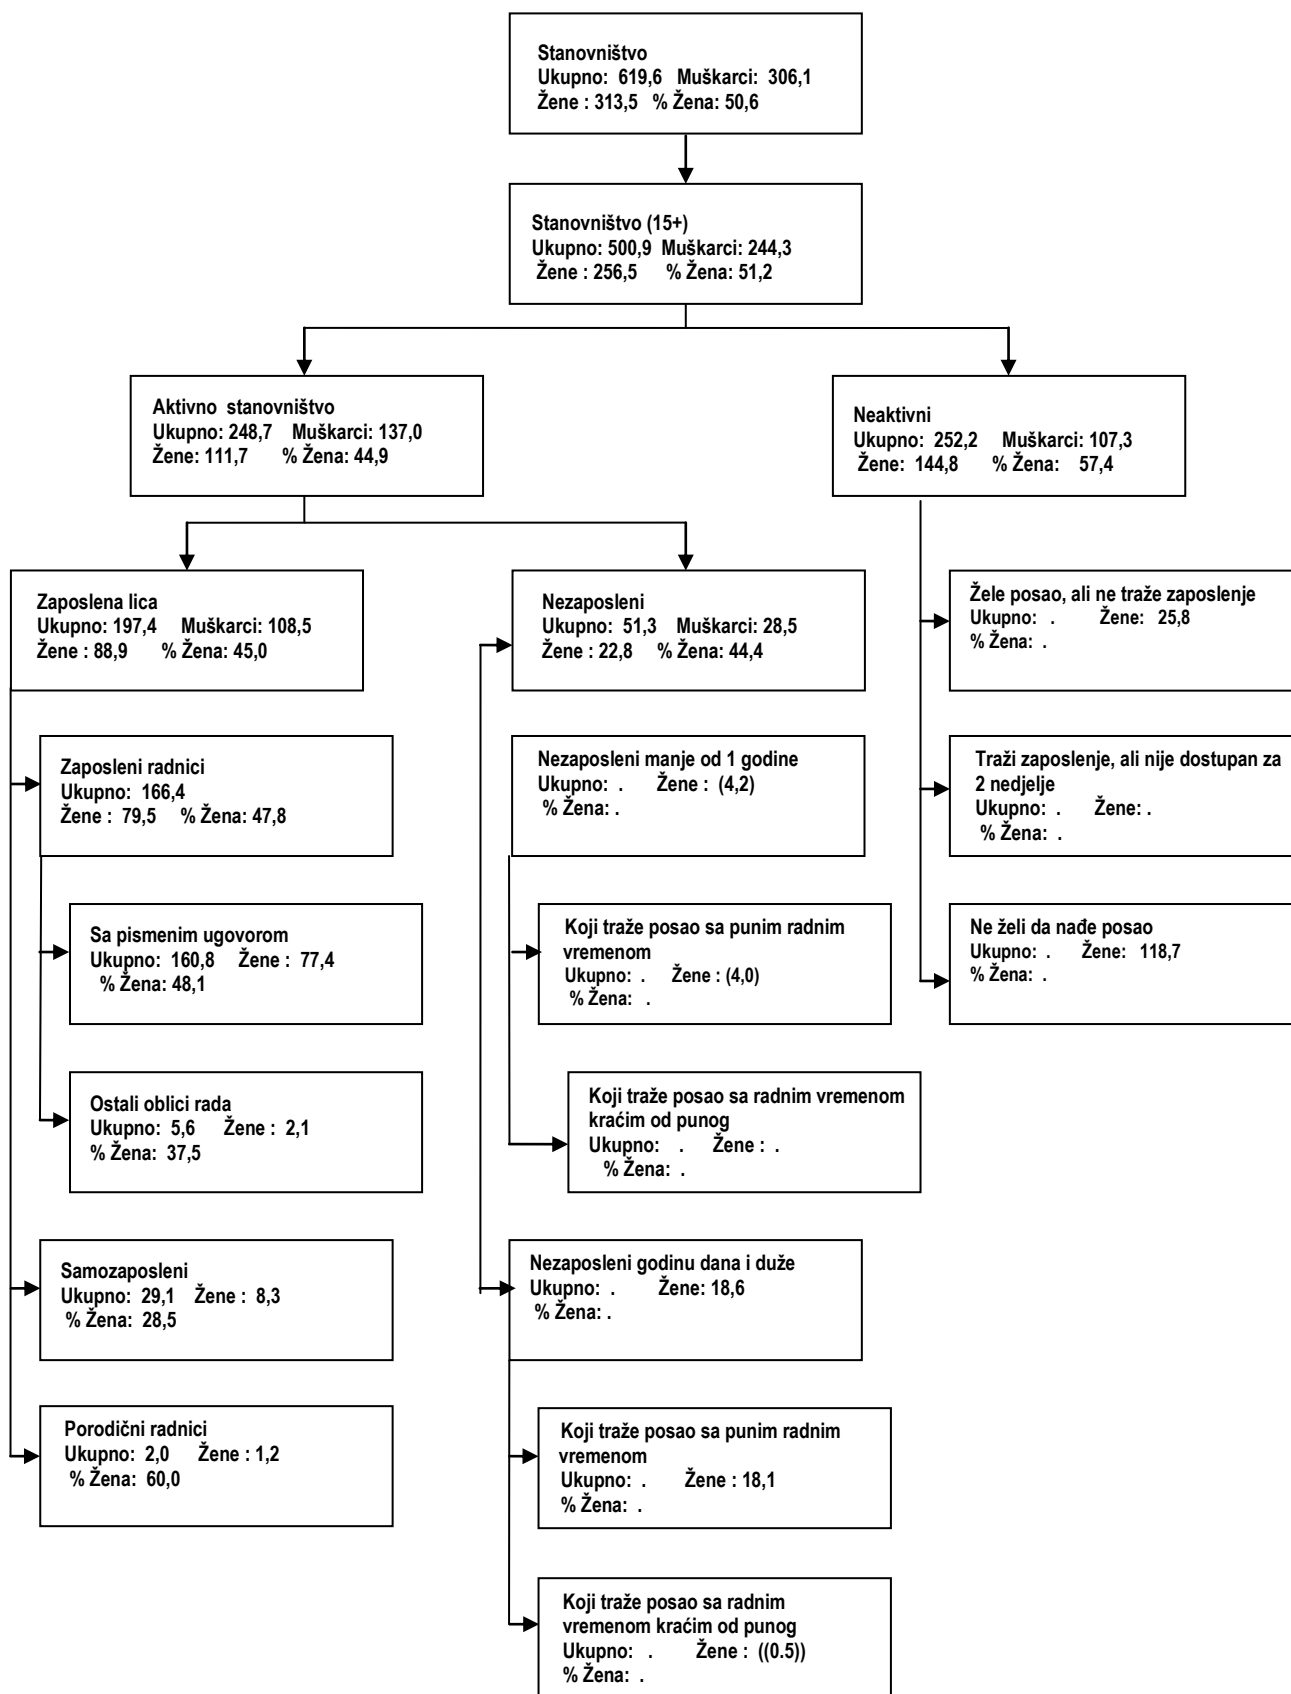 Stanovništvo
Ukupno: 619,6 Muškarci: 306,1
Žene : 313,5 % Žena: 50,6
Stanovništvo (15+)
Ukupno: 500,9 Muškarci: 244,3
Žene : 256,5 % Žena: 51,2
Aktivno stanovništvo
Ukupno: 248,7 Muškarci: 137,0
Žene: 111,7 % Žena: 44,9
Neaktivni
Ukupno: 252,2 Muškarci: 107,3
Žene: 144,8 % Žena: 57,4
Zaposlena lica
Ukupno: 197,4 Muškarci: 108,5
Žene : 88,9 % Žena: 45,0
Zaposleni radnici
Ukupno: 166,4
Žene : 79,5 % Žena: 47,8
Sa pismenim ugovorom
Ukupno: 160,8 Žene : 77,4
% Žena: 48,1
Ostali oblici rada
Ukupno: 5,6 Žene : 2,1
% Žena: 37,5
Samozaposleni
Ukupno: 29,1 Žene : 8,3
% Žena: 28,5
Porodični radnici
Ukupno: 2,0 Žene : 1,2
% Žena: 60,0
Nezaposleni
Ukupno: 51,3 Muškarci: 28,5
Žene : 22,8 % Žena: 44,4
Nezaposleni manje od 1 godine
Ukupno: . Žene : (4,2)
% Žena: .
Koji traže posao sa punim radnim
vremenom
Ukupno: . Žene : (4,0)
% Žena: .
Koji traže posao sa radnim vremenom
kraćim od punog
Ukupno: . Žene : .
% Žena: .
Nezaposleni godinu dana i duže
Ukupno: . Žene: 18,6
% Žena: .
Koji traže posao sa punim radnim
vremenom
Ukupno: . Žene : 18,1
% Žena: .
Koji traže posao sa radnim
vremenom kraćim od punog
Ukupno: . Žene : ((0.5))
% Žena: .
Žele posao, ali ne traže zaposlenje
Ukupno: . Žene: 25,8
% Žena: .
Traži zaposlenje, ali nije dostupan za
2 nedjelje
Ukupno: . Žene: .
% Žena: .
Ne želi da nađe posao
Ukupno: . Žene: 118,7
% Žena: .